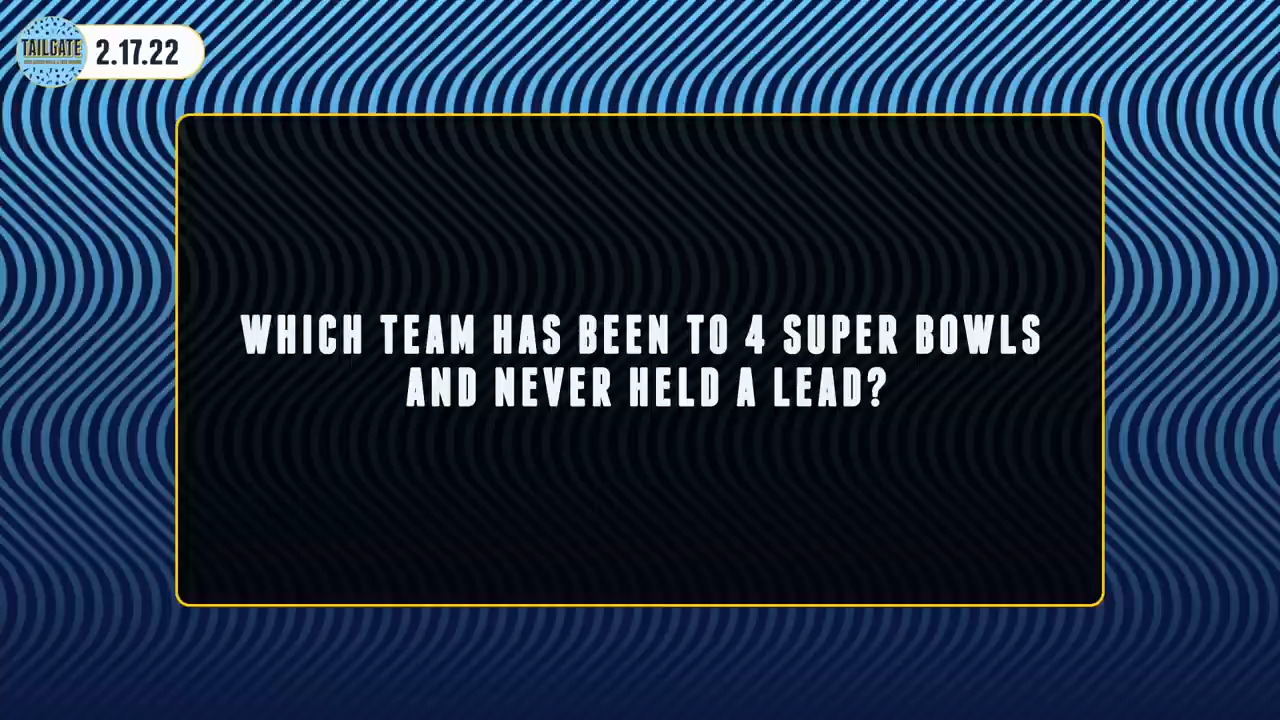 TAILGATE
2.17.22
WHICH TEAM HAS BEEN TO 4 SUPER BOWLS
AND NEVER HELD A LEAD?